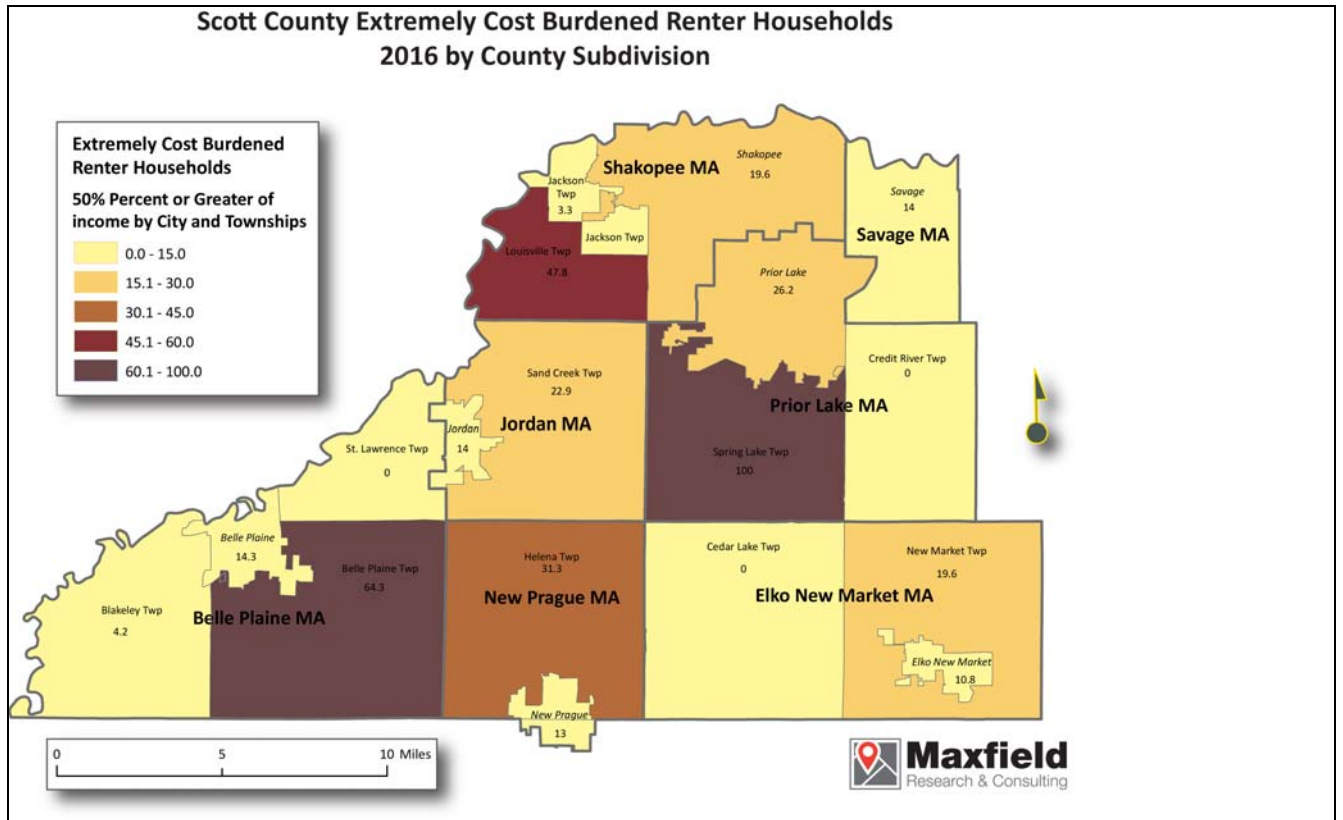 Scott County Extremely Cost Burdened Renter Households
2016 by County Subdivision
Extremely Cost Burdened
Renter Households
50% Percent or Greater of
income by City and Townships
0.0 - 15.0
15.1 - 30.0
30.1 - 45.0
45.1 - 60.0
60.1 - 100.0
Jackson
Twp
3.3
Shakopee
Shakopee MA
19.6
Savage
14
Savage MA
Jackson Twp
Louisville Twp
47.8
Prior Lake
26.2
Sand Creek Twp
22.9
Jordan MA
Credit River Twp
0
Prior Lake MA
Spring Lake Twp
100
Jordan
14
St. Lawrence Twp
0
Belle Plaine
14.3
Belle Plaine Twp
64.3
Blakeley Twp
4.2
Belle Plaine MA
Helena Twp
31.3
New Prague MA
New Prague
13
Cedar Lake Twp
0
Elko New Market MA
New Market Twp
19.6
Elko New Market
10.8
0 5 10 Miles
Maxfield
Research & Consulting